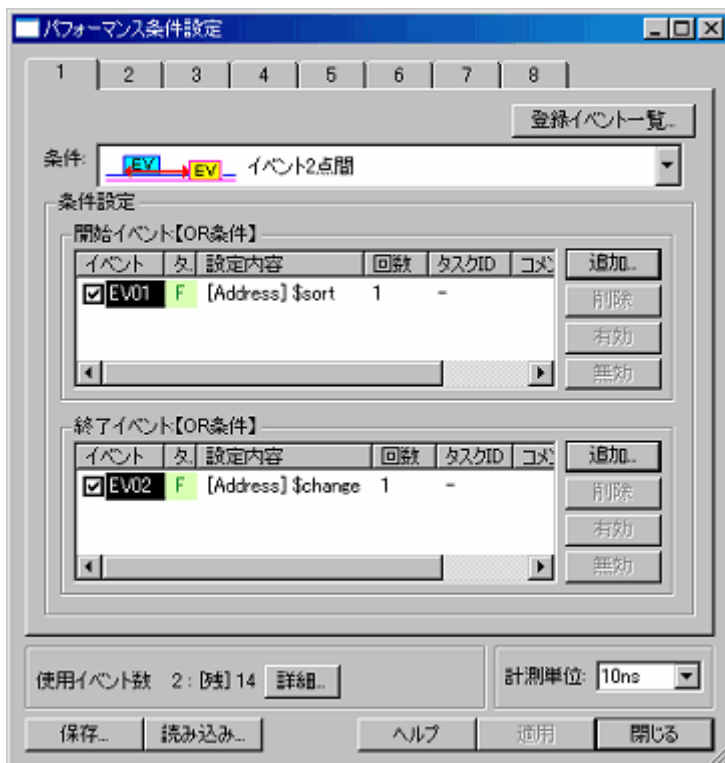 パフォーマンス条件設定
1 2 3 4 5 6 7 8
登録イベント一覧...
条件: EV EV イベント2点間
条件設定
開始イベント【OR条件】
イベント タ. 設定内容 回数 タスクID コメ
EV01 F [Address] $sort 1 -
追加...
削除
有効
無効
終了イベント【OR条件】
イベント タ. 設定内容 回数 タスクID コメ
EV02 F [Address] $change 1 -
追加...
削除
有効
無効
使用イベント数 2 : [残] 14 詳細...
計測単位: 10ns
保存... 読み込み... ヘルプ 適用 閉じる